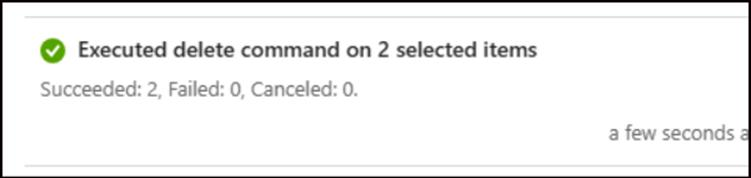 Executed delete command on 2 selected items
Succeeded: 2, Failed: 0, Canceled: 0.
a few seconds a